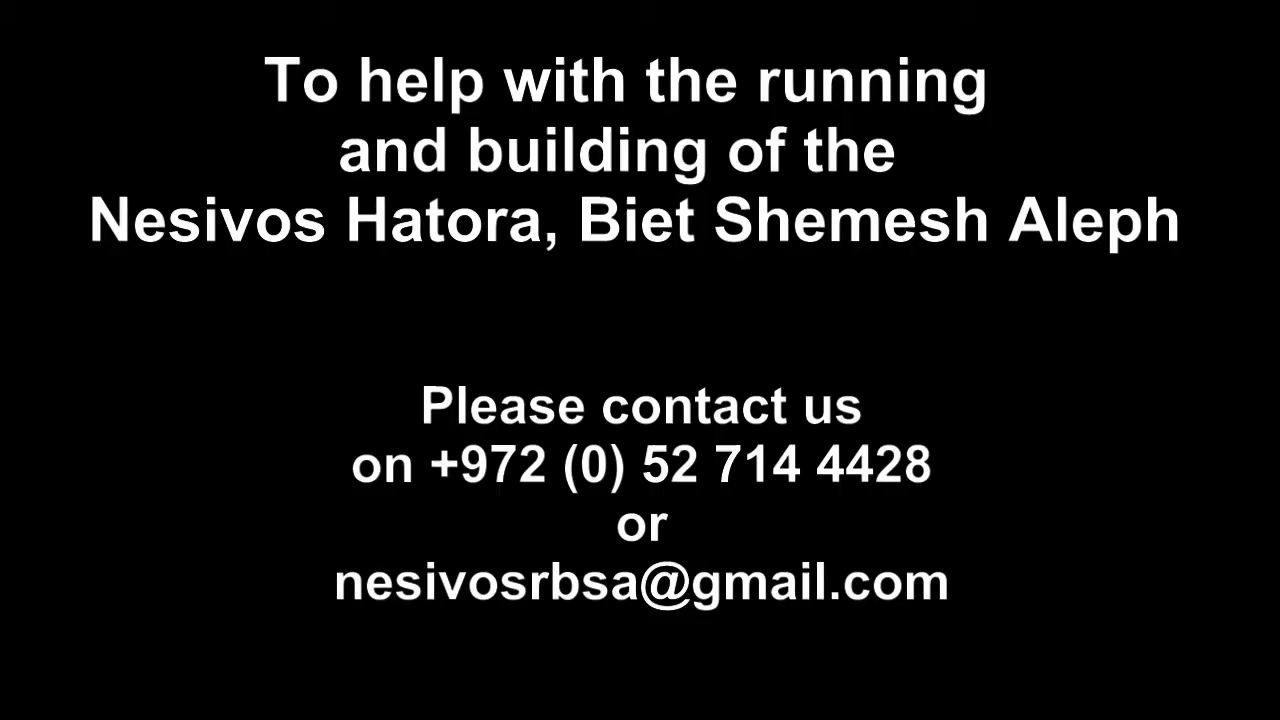 To help with the running
and building of the
Nesivos Hatora, Biet Shemesh Aleph
Please contact us
on +972 (0) 52 714 4428
or
nesivosrbsa@gmail.com